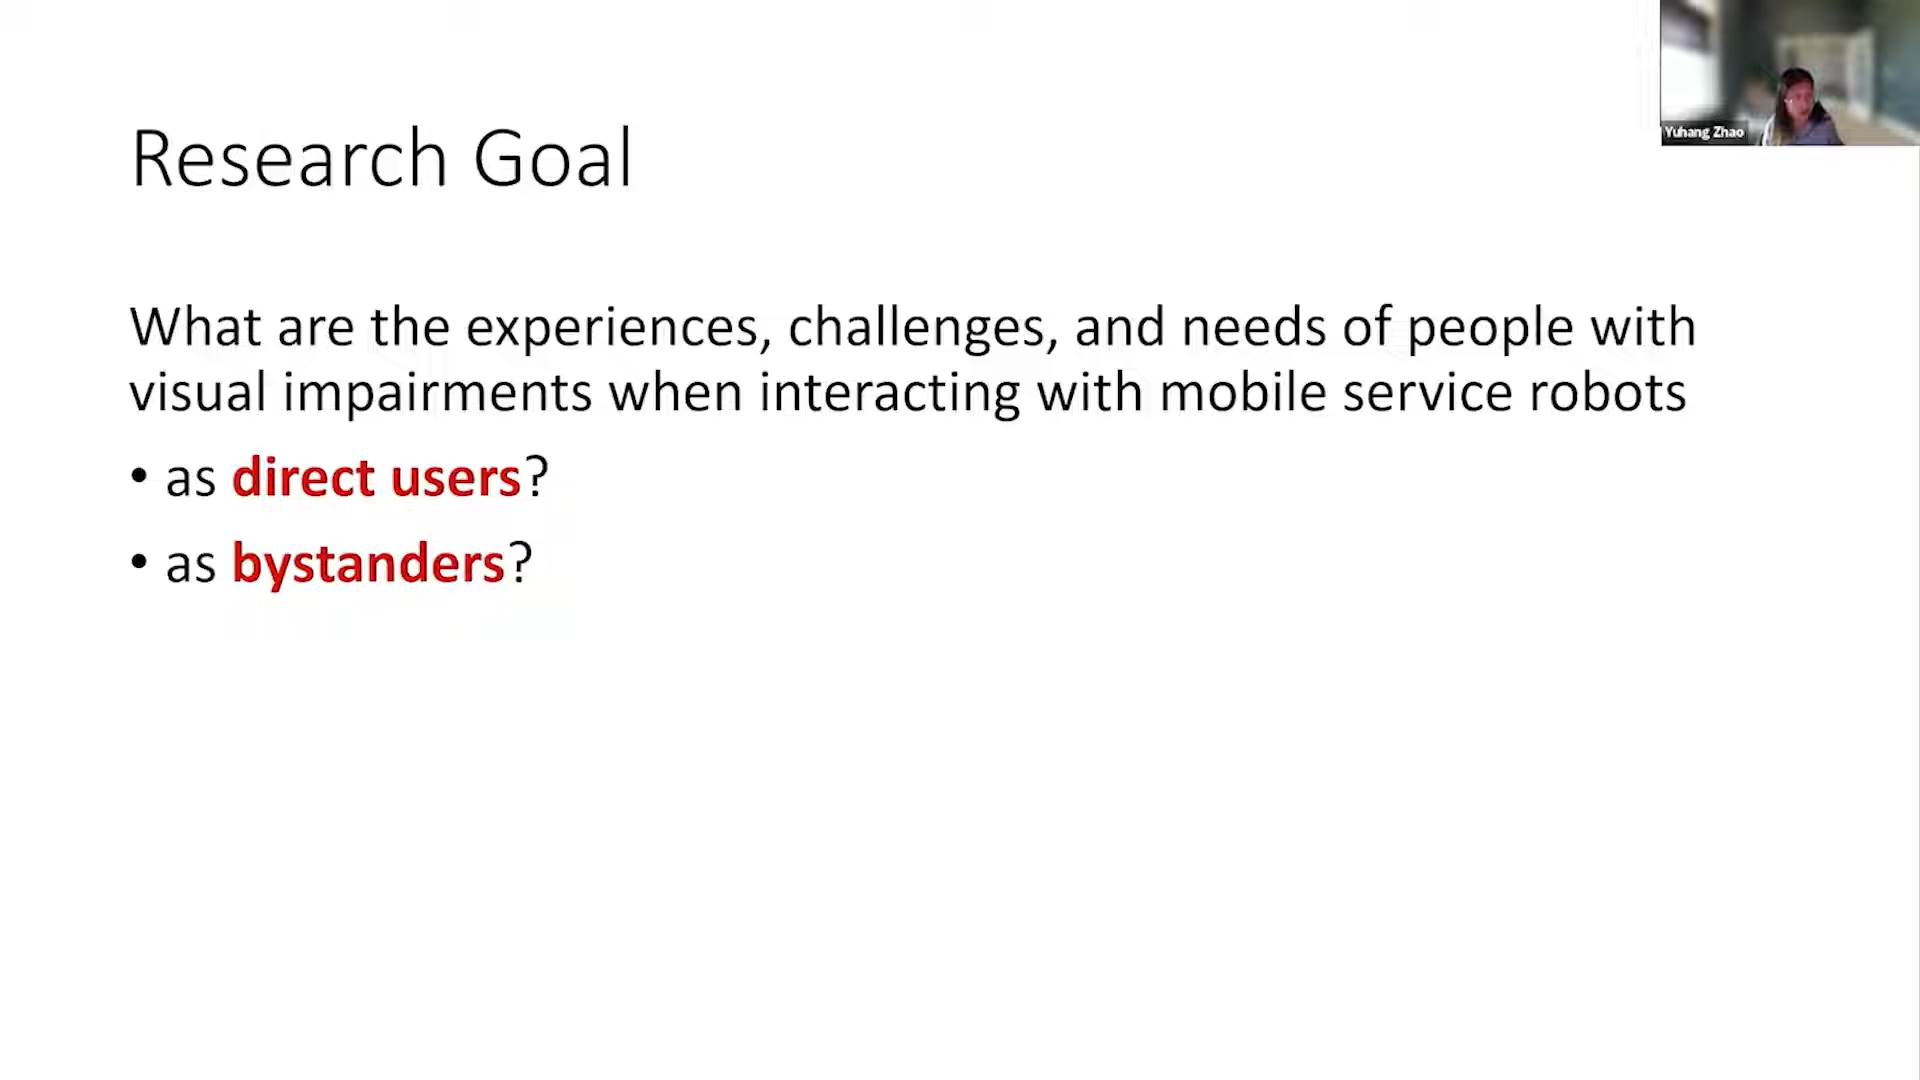 Research Goal
Yuhang Zhao
What are the experiences, challenges, and needs of people with
visual impairments when interacting with mobile service robots
• as direct users?
• as bystanders?